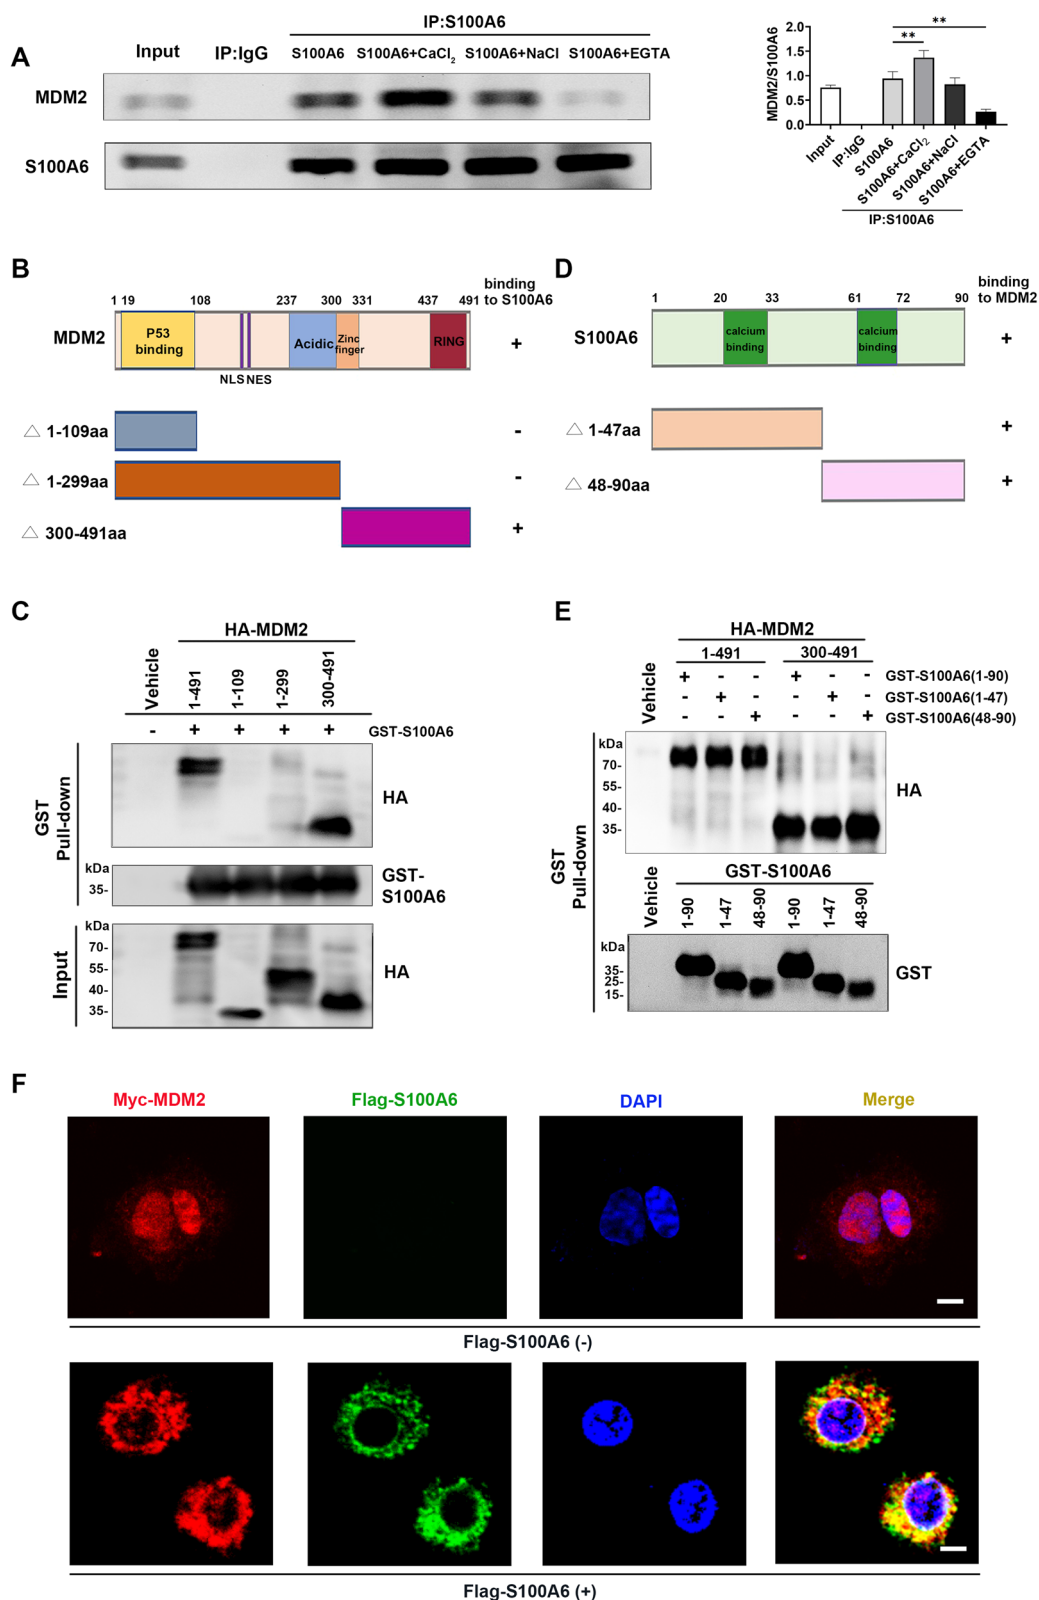 A
IP:S100A6
Input IP:IgG S100A6 S100A6+CaCl2 S100A6+NaCl S100A6+EGTA
MDM2
S100A6
MDM2/S100A6
2.0
1.5
1.0
0.5
0.0
**
**
Input
IP:IgG
S100A6
S100A6+CaCl2
S100A6+NaCl
S100A6+EGTA
IP:S100A6
B
1 19 108 237 300 331 437 491
binding
to S100A6
MDM2
P53
binding
Acidic
Zinc
finger
RING
+
NLS NES
△ 1-109aa -
△ 1-299aa -
△ 300-491aa +
D
1 20 33 61 72 90
binding
to MDM2
S100A6
calcium
binding
calcium
binding
+
△ 1-47aa +
△ 48-90aa +
C
HA-MDM2
Vehicle
1-491
1-109
1-299
300-491
- + + + + GST-S100A6
GST
Pull-down
HA
kDa
35-
GST-
S100A6
Input
kDa
70-
55-
40-
35-
HA
E
HA-MDM2
1-491 300-491
Vehicle
+ - - + - - GST-S100A6(1-90)
- + - - + - GST-S100A6(1-47)
- - + - - + GST-S100A6(48-90)
GST
Pull-down
kDa
70-
55-
40-
35-
HA
GST-S100A6
Vehicle
1-90
1-47
48-90
1-90
1-47
48-90
kDa
35-
25-
15-
GST
F
Myc-MDM2 Flag-S100A6 DAPI Merge
Flag-S100A6 (-)
Flag-S100A6 (+)